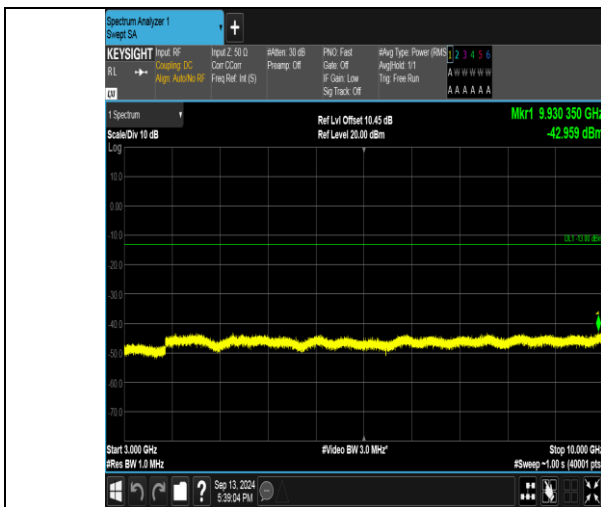 Spectrum Analyzer 1
Swept SA
+
KEYSIGHT Input: RF Input Z: 50 Ω #Atten: 30 dB PNO: Fast #Avg Type: Power (RMS 1 2 3 4 5 6
RL Coupling: DC Corr CCorr Preamp: Off Gate: Off Avg|Hold: 1/1 A W W W W W
Align: Auto/No RF Freq Ref: Int (S) IF Gain: Low Trig: Free Run
Sig Track: Off A A A A A A
1 Spectrum
Ref Lvl Offset 10.45 dB Mkr1 9.930 350 GHz
Scale/Div 10 dB Ref Level 20.00 dBm -42.959 dBm
Log
10.0
0.00
-10.0
DL1 -13.00 dBm
-20.0
-30.0
-40.0
-50.0
-60.0
-70.0
Start 3.000 GHz #Video BW 3.0 MHz* Stop 10.000 GHz
#Res BW 1.0 MHz #Sweep ~1.00 s (40001 pts
? Sep 13, 2024
5:39:04 PM